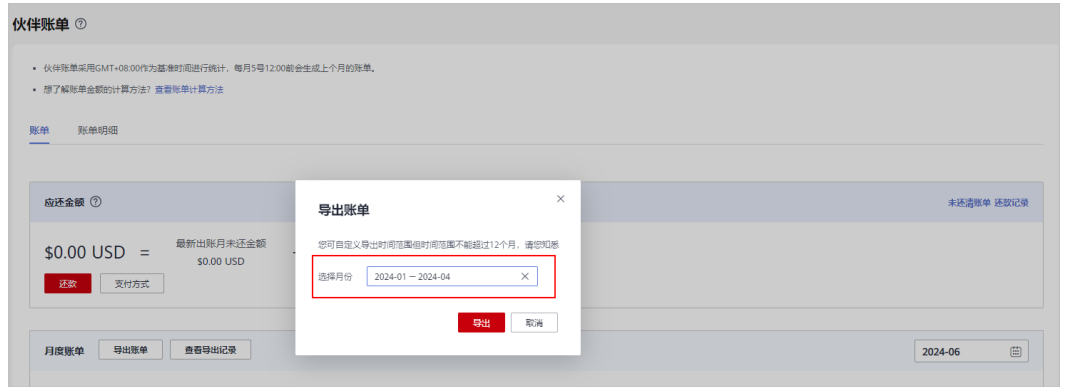 伙伴账单
伙伴账单采用GMT+08:00作为基准时间进行统计，每月5号12:00前会生成上个月的账单。
想了解账单金额的计算方法？查看账单计算方法
账单 账单明细
应还金额
未还清账单 还款记录
$0.00 USD =
最新出账月未还金额
$0.00 USD
还款 支付方式
导出账单
您可自定义导出时间范围但时间范围不能超过12个月，请您知悉
选择月份 2024-01 — 2024-04
导出 取消
月度账单 导出账单 查看导出记录 2024-06